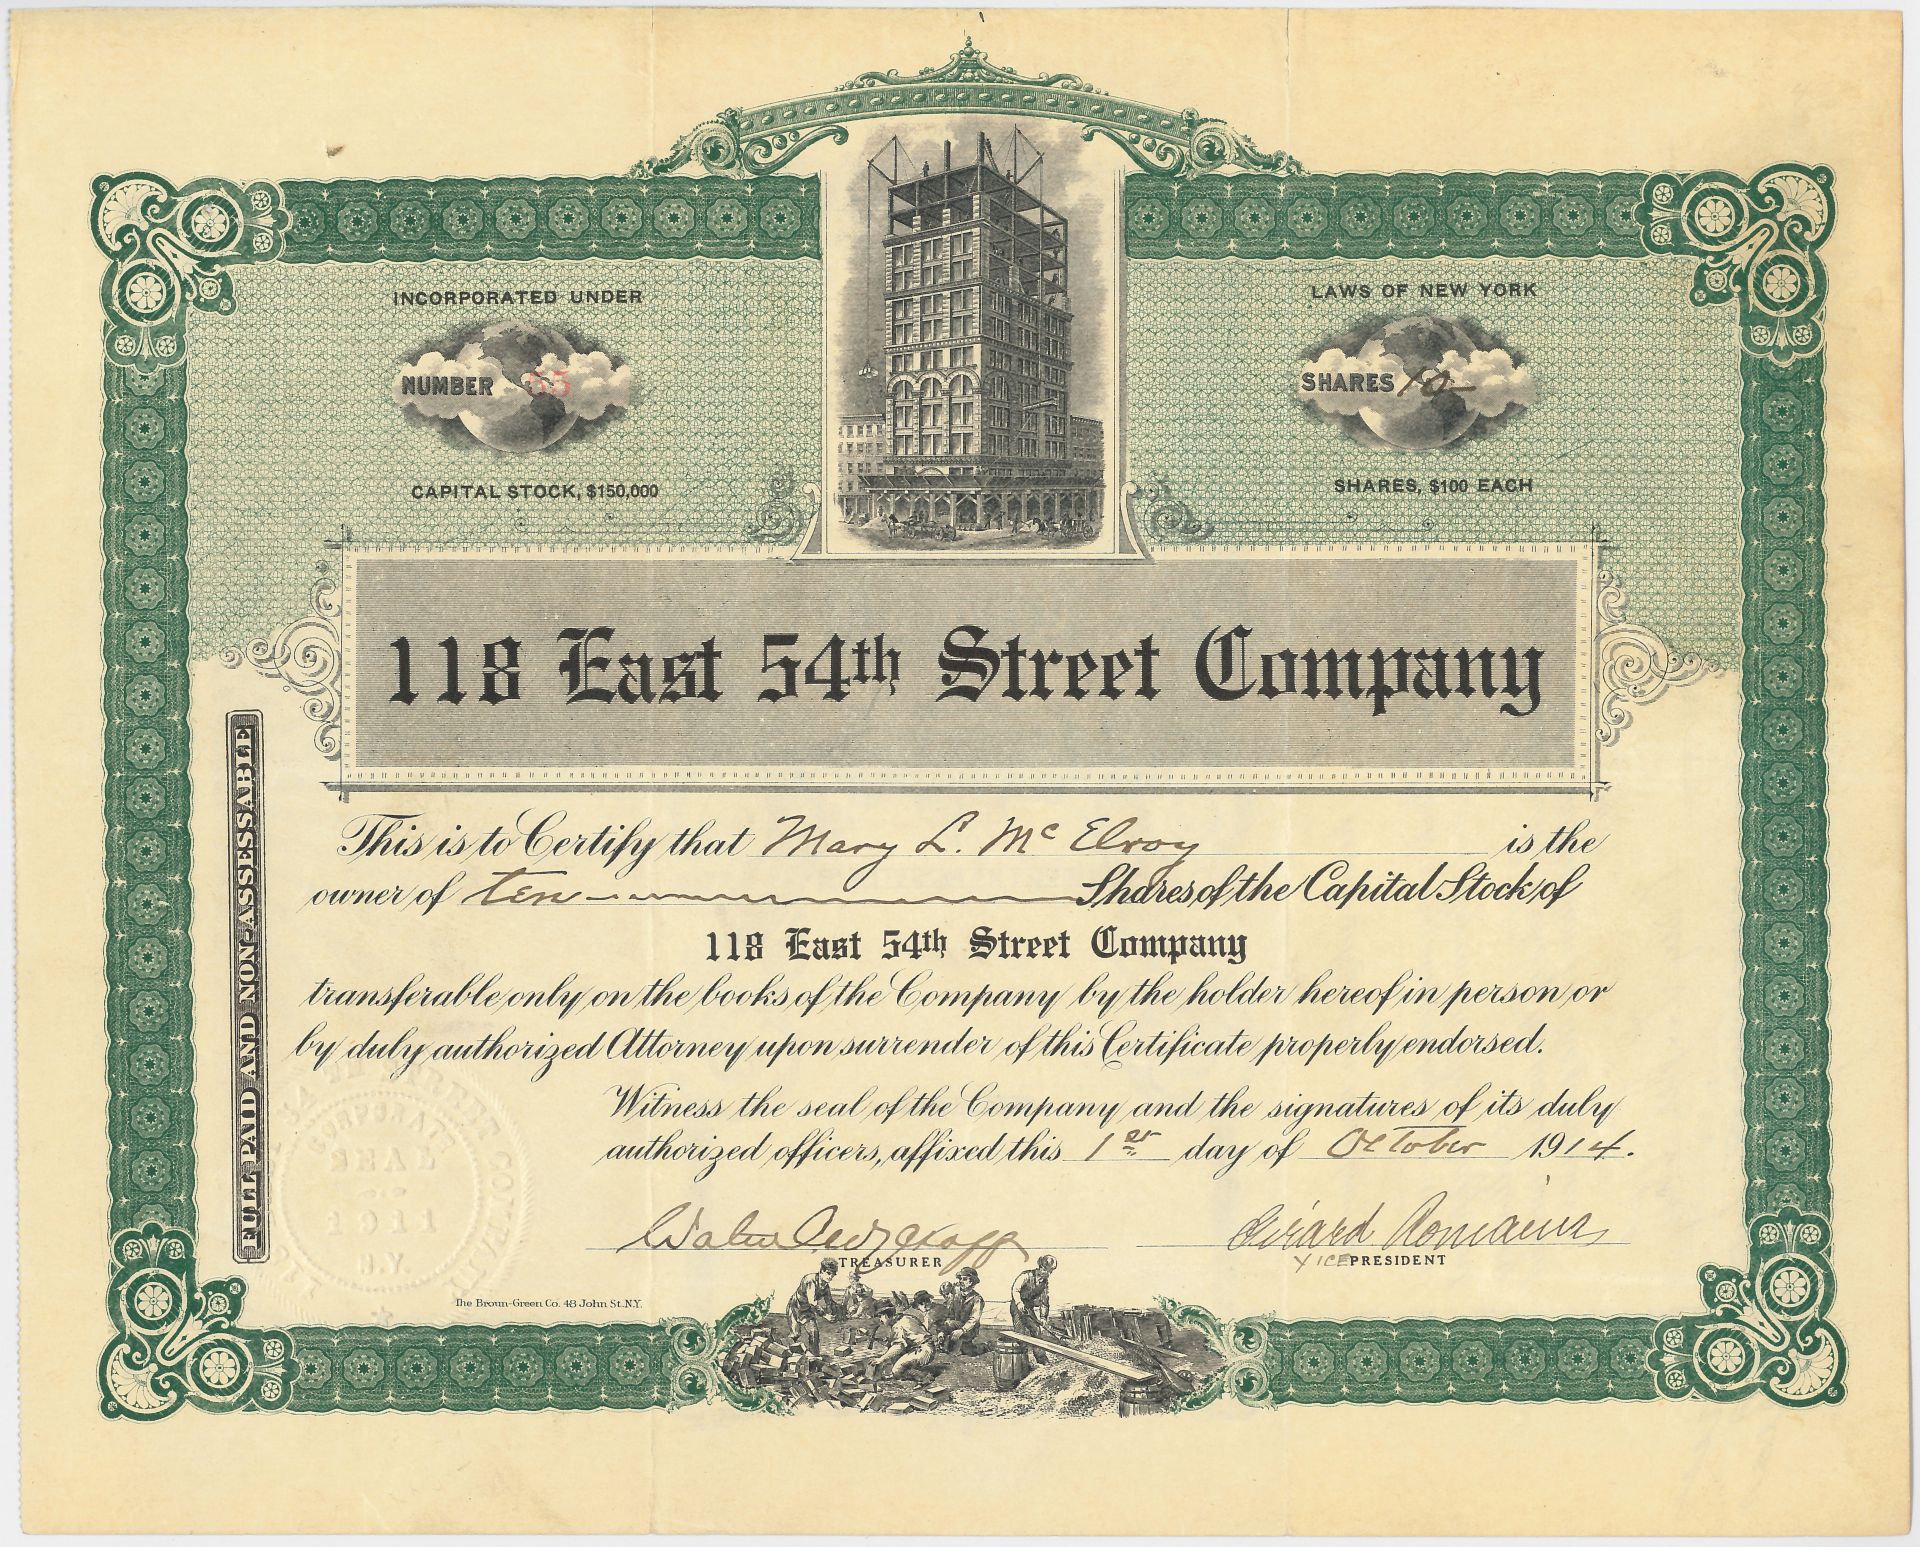 INCORPORATED UNDER
LAWS OF NEW YORK
NUMBER 55
SHARES 10
CAPITAL STOCK, $150,000
SHARES, $100 EACH
118 East 54th Street Company
This is to Certify that Mary L. Mc Elroy is the
owner of ten Shares of the Capital Stock of
118 East 54th Street Company
transferable only on the books of the Company by the holder hereof in person or
by duly authorized Attorney upon surrender of this Certificate properly endorsed.
Witness the seal of the Company and the signatures of its duly
authorized officers, affixed this 1st day of October 1914.
TREASURER
VICE PRESIDENT
FULL PAID AND NON-ASSESSABLE
CORPORATE
SEAL
1911
N.Y.
The Broun-Green Co. 48 John St. N.Y.